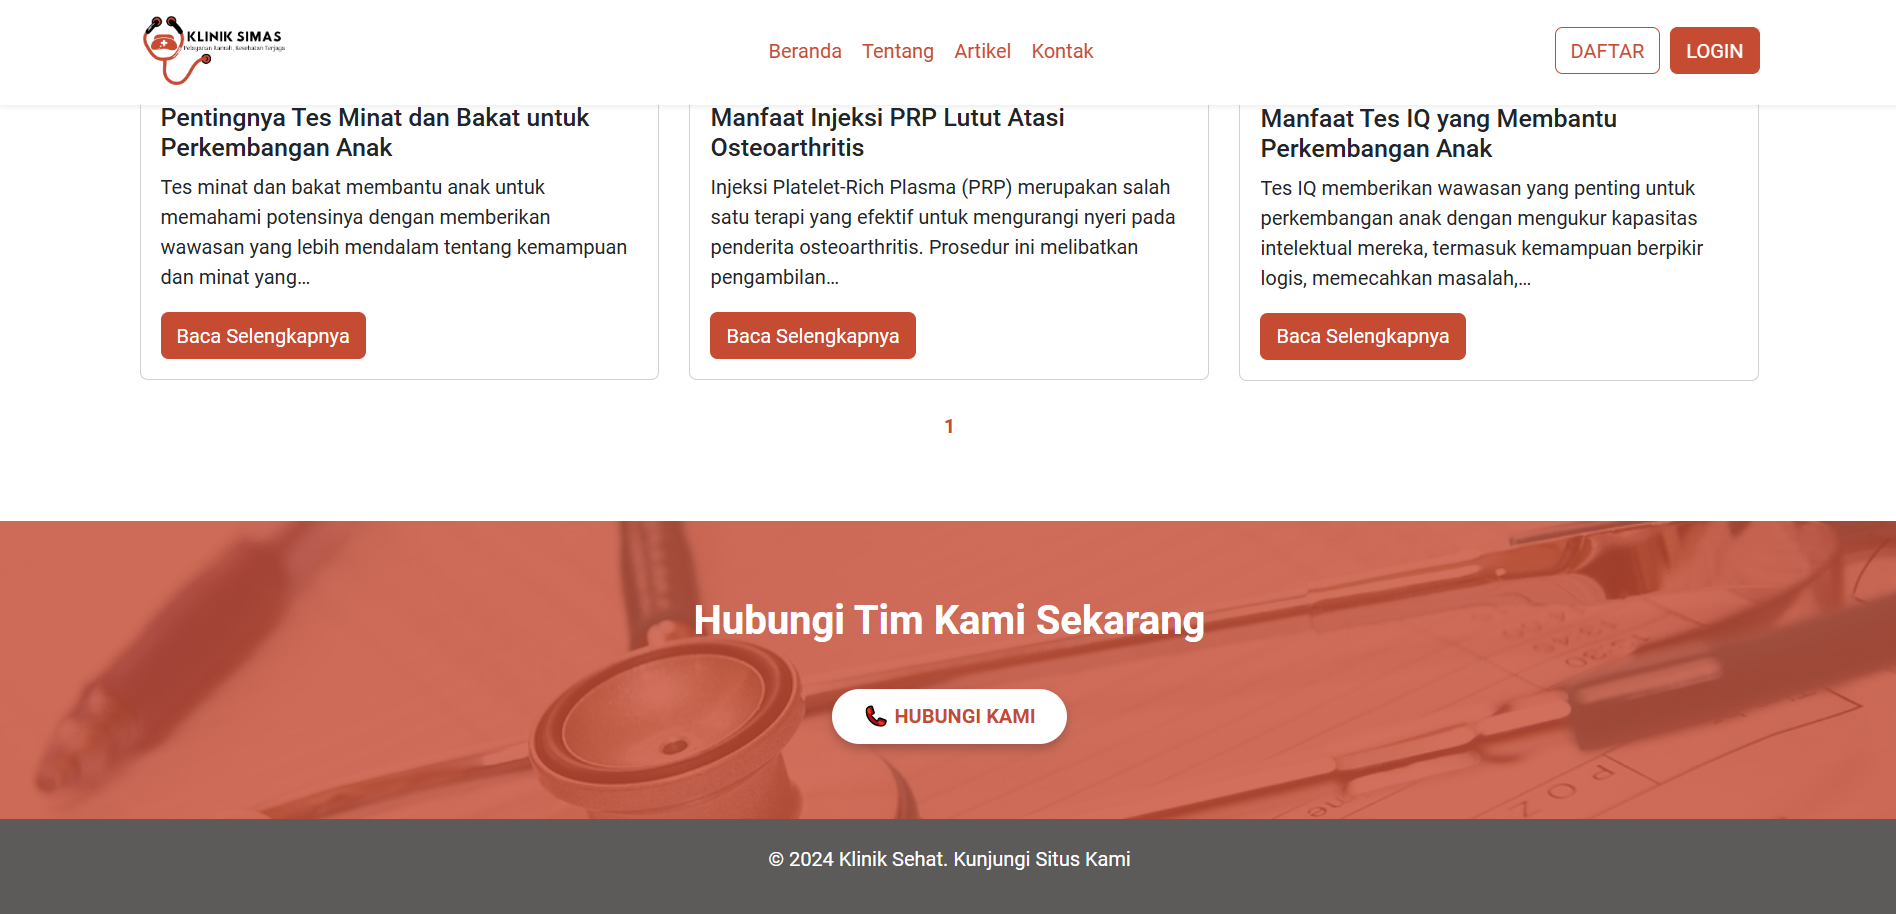 KLINIK SIMAS
Pelayanan Ramah, Kesehatan Terjaga
Beranda Tentang Artikel Kontak
DAFTAR LOGIN
Pentingnya Tes Minat dan Bakat untuk
Perkembangan Anak
Tes minat dan bakat membantu anak untuk
memahami potensinya dengan memberikan
wawasan yang lebih mendalam tentang kemampuan
dan minat yang...
Baca Selengkapnya
Manfaat Injeksi PRP Lutut Atasi
Osteoarthritis
Injeksi Platelet-Rich Plasma (PRP) merupakan salah
satu terapi yang efektif untuk mengurangi nyeri pada
penderita osteoarthritis. Prosedur ini melibatkan
pengambilan...
Baca Selengkapnya
Manfaat Tes IQ yang Membantu
Perkembangan Anak
Tes IQ memberikan wawasan yang penting untuk
perkembangan anak dengan mengukur kapasitas
intelektual mereka, termasuk kemampuan berpikir
logis, memecahkan masalah,...
Baca Selengkapnya
1
Hubungi Tim Kami Sekarang
HUBUNGI KAMI
© 2024 Klinik Sehat. Kunjungi Situs Kami